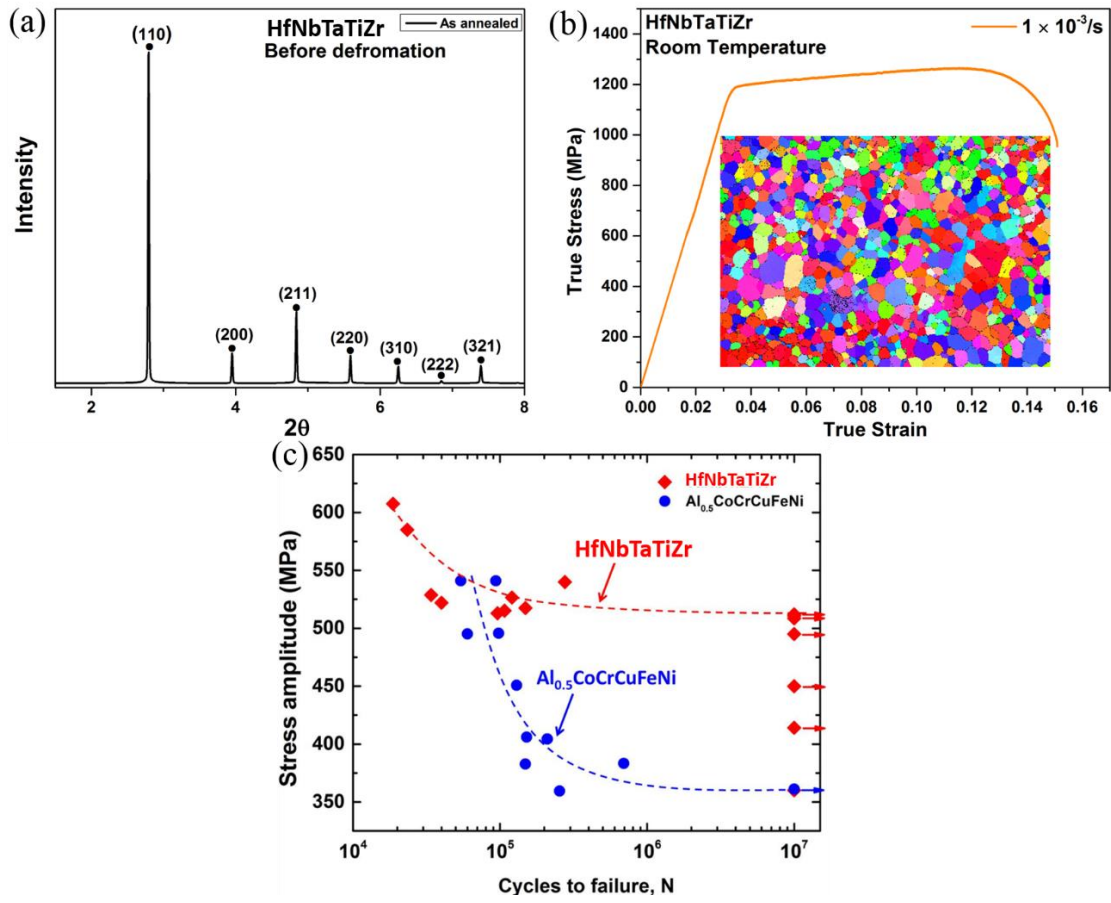 (a)
HfNbTaTiZr
Before defromation
As annealed
(110)
(200)
(211)
(220)
(310)
(222)
(321)
Intensity
2 4 6 8
2θ
(b)
HfNbTaTiZr
Room Temperature
1 × 10⁻³/s
True Stress (MPa)
1400
1200
1000
800
600
400
200
0
0.00 0.02 0.04 0.06 0.08 0.10 0.12 0.14 0.16
True Strain
(c)
HfNbTaTiZr
Al₀.₅CoCrCuFeNi
HfNbTaTiZr
Al₀.₅CoCrCuFeNi
Stress amplitude (MPa)
650
600
550
500
450
400
350
10⁴ 10⁵ 10⁶ 10⁷
Cycles to failure, N